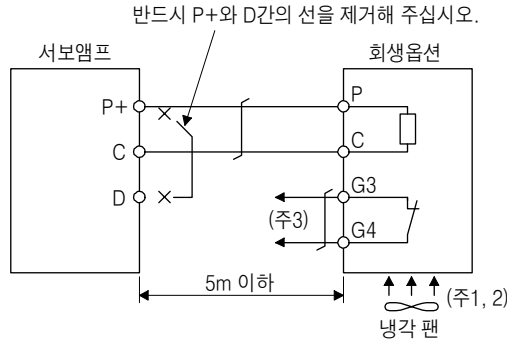 반드시 P+와 D간의 선을 제거해 주십시오.
서보앰프
회생옵션
P+
P
C
C
D
G3
(주3)
G4
5m 이하
(주1, 2)
냉각 팬